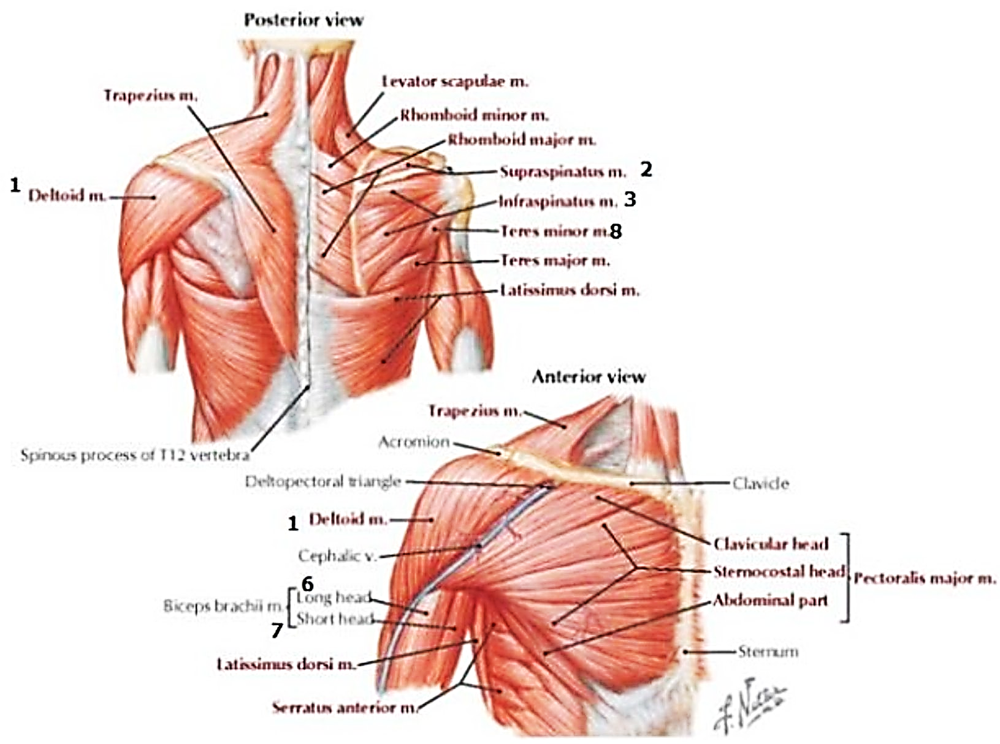 Posterior view
Levator scapulae m.
Trapezius m.
Rhomboid minor m.
Rhomboid major m.
Supraspinatus m. 2
1 Deltoid m.
Infraspinatus m. 3
Teres minor m. 8
Teres major m.
Latissimus dorsi m.
Spinous process of T12 vertebra
Anterior view
Trapezius m.
Acromion
Deltopectoral triangle
Clavicle
1 Deltoid m.
Clavicular head
Cephalic v.
Sternocostal head
Pectoralis major m.
6
Long head
Biceps brachii m.
Abdominal part
Short head
7
Sternum
Latissimus dorsi m.
Serratus anterior m.